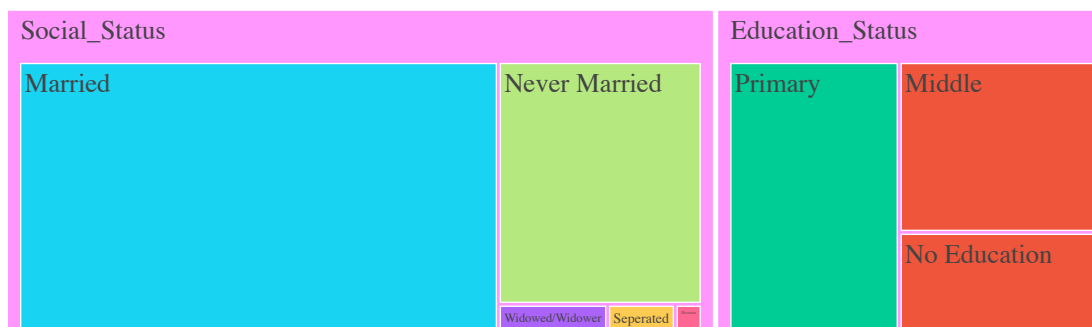 Social_Status
Education_Status
Married
Never Married
Primary
Middle
No Education
Widowed/Widower
Seperated